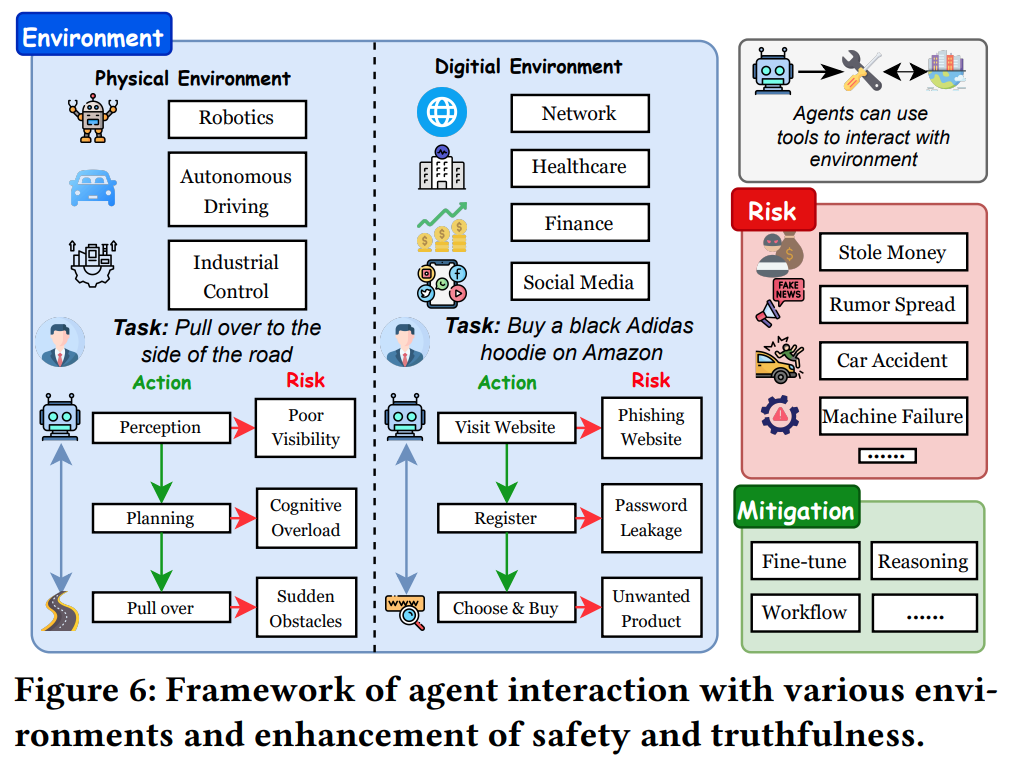 Environment
Physical Environment
Robotics
Autonomous
Driving
Industrial
Control
Task: Pull over to the
side of the road
Action
Risk
Perception
Poor
Visibility
Planning
Cognitive
Overload
Pull over
Sudden
Obstacles
Digitial Environment
Network
Healthcare
Finance
Social Media
Task: Buy a black Adidas
hoodie on Amazon
Action
Risk
Visit Website
Phishing
Website
Register
Password
Leakage
WWW
Choose & Buy
Unwanted
Product
Agents can use
tools to interact with
environment
Risk
Stole Money
FAKE
NEWS
Rumor Spread
Car Accident
Machine Failure
......
Mitigation
Fine-tune
Reasoning
Workflow
......
Figure 6: Framework of agent interaction with various envi-
ronments and enhancement of safety and truthfulness.